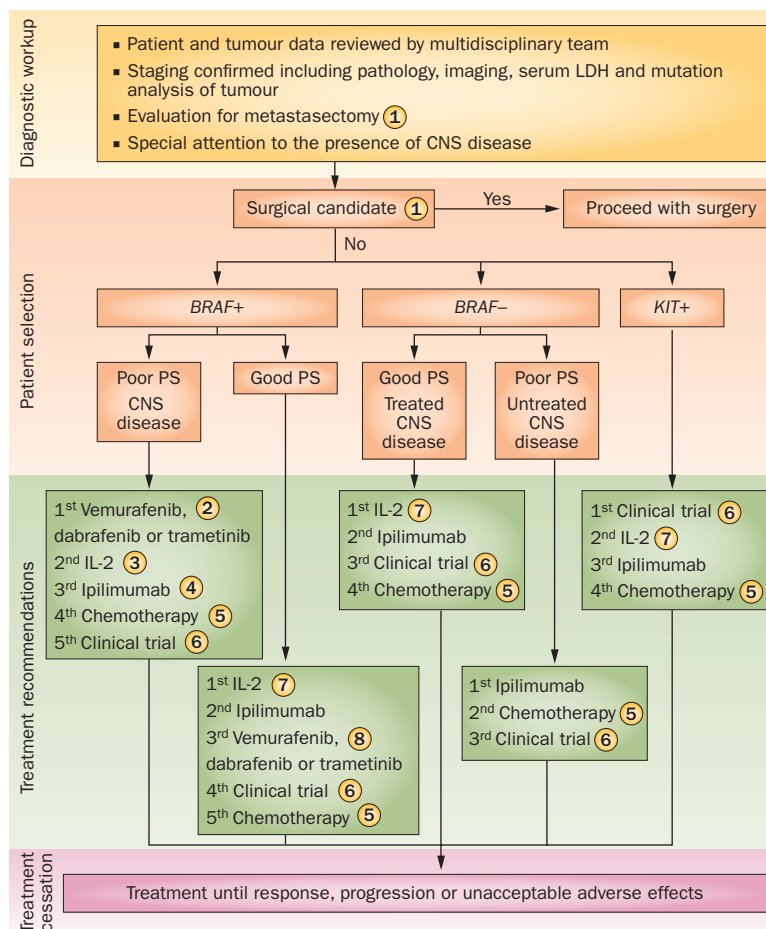 Diagnostic workup
▪ Patient and tumour data reviewed by multidisciplinary team
▪ Staging confirmed including pathology, imaging, serum LDH and mutation
analysis of tumour
▪ Evaluation for metastasectomy 1
▪ Special attention to the presence of CNS disease
Patient selection
Surgical candidate 1
Yes
Proceed with surgery
No
BRAF+
BRAF–
KIT+
Poor PS
CNS
disease
Good PS
Good PS
Treated
CNS
disease
Poor PS
Untreated
CNS
disease
Treatment recommendations
1st Vemurafenib, 2
dabrafenib or trametinib
2nd IL-2 3
3rd Ipilimumab 4
4th Chemotherapy 5
5th Clinical trial 6
1st IL-2 7
2nd Ipilimumab
3rd Clinical trial 6
4th Chemotherapy 5
1st Clinical trial 6
2nd IL-2 7
3rd Ipilimumab
4th Chemotherapy 5
1st IL-2 7
2nd Ipilimumab
3rd Vemurafenib, 8
dabrafenib or trametinib
4th Clinical trial 6
5th Chemotherapy 5
1st Ipilimumab
2nd Chemotherapy 5
3rd Clinical trial 6
Treatment
cessation
Treatment until response, progression or unacceptable adverse effects